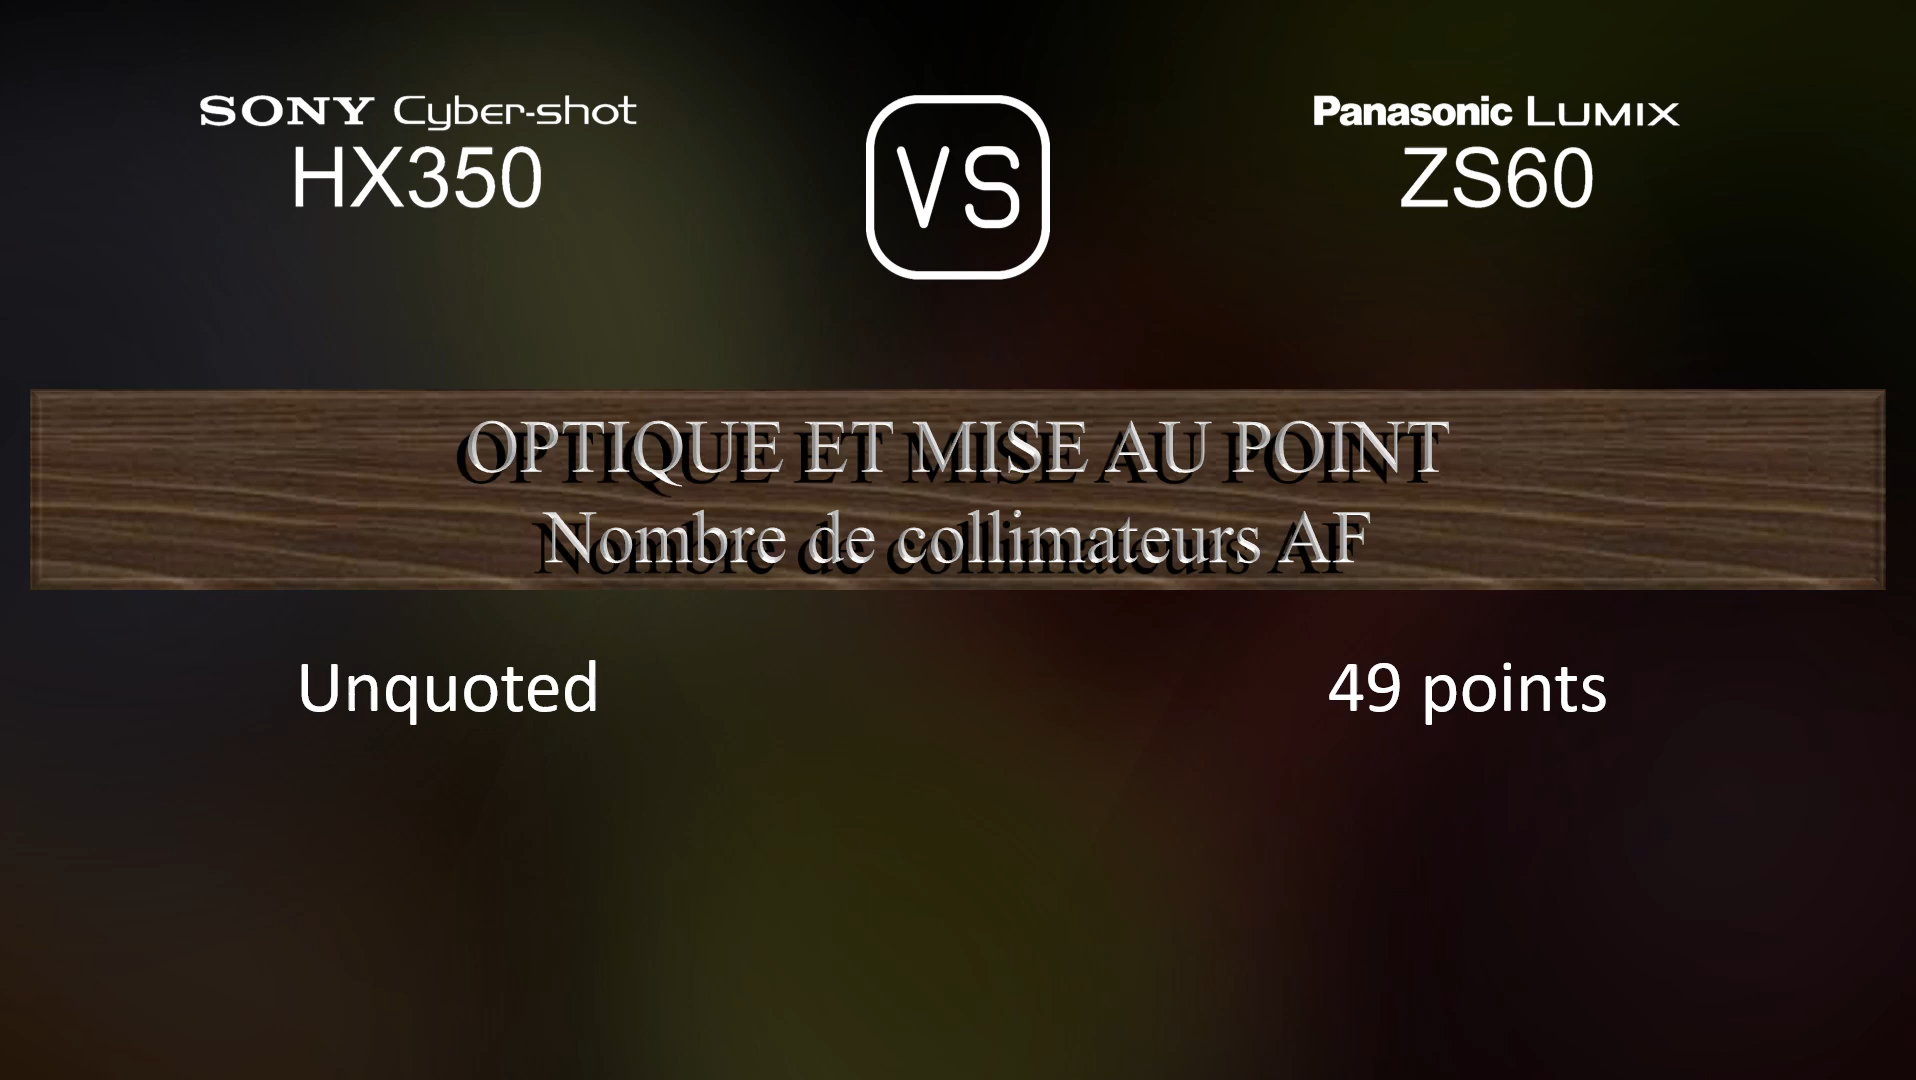 SONY Cyber-shot
HX350
VS
Panasonic LUMIX
ZS60
OPTIQUE ET MISE AU POINT
Nombre de collimateurs AF
Unquoted
49 points